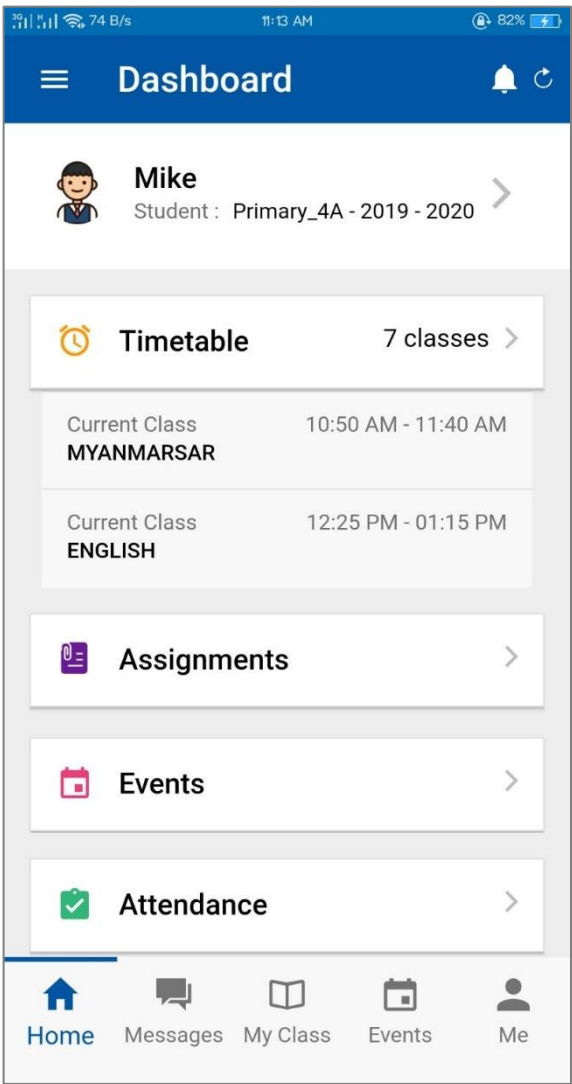 3G 74 B/s 11:13 AM 82%
Dashboard
Mike
Student : Primary_4A - 2019 - 2020
Timetable 7 classes
Current Class 10:50 AM - 11:40 AM
MYANMARSAR
Current Class 12:25 PM - 01:15 PM
ENGLISH
Assignments
Events
Attendance
Home Messages My Class Events Me